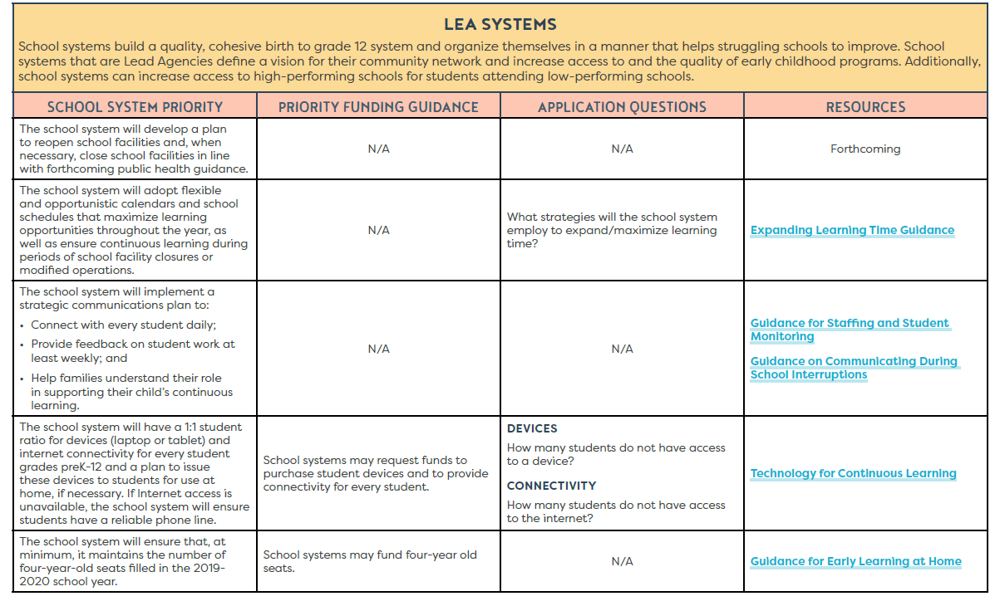 LEA SYSTEMS
School systems build a quality, cohesive birth to grade 12 system and organize themselves in a manner that helps struggling schools to improve. School
systems that are Lead Agencies define a vision for their community network and increase access to and the quality of early childhood programs. Additionally,
school systems can increase access to high-performing schools for students attending low-performing schools.
SCHOOL SYSTEM PRIORITY
PRIORITY FUNDING GUIDANCE
APPLICATION QUESTIONS
RESOURCES
The school system will develop a plan
to reopen school facilities and, when
necessary, close school facilities in line
with forthcoming public health guidance.
N/A
N/A
Forthcoming
The school system will adopt flexible
and opportunistic calendars and school
schedules that maximize learning
opportunities throughout the year, as
well as ensure continuous learning during
periods of school facility closures or
modified operations.
N/A
What strategies will the school system
employ to expand/maximize learning
time?
Expanding Learning Time Guidance
The school system will implement a
strategic communications plan to:
• Connect with every student daily;
• Provide feedback on student work at
least weekly; and
• Help families understand their role
in supporting their child's continuous
learning.
N/A
N/A
Guidance for Staffing and Student
Monitoring
Guidance on Communicating During
School Interruptions
The school system will have a 1:1 student
ratio for devices (laptop or tablet) and
internet connectivity for every student
grades preK-12 and a plan to issue
these devices to students for use at
home, if necessary. If Internet access is
unavailable, the school system will ensure
students have a reliable phone line.
School systems may request funds to
purchase student devices and to provide
connectivity for every student.
DEVICES
How many students do not have access
to a device?
CONNECTIVITY
How many students do not have access
to the internet?
Technology for Continuous Learning
The school system will ensure that, at
minimum, it maintains the number of
four-year-old seats filled in the 2019-
2020 school year.
School systems may fund four-year old
seats.
N/A
Guidance for Early Learning at Home